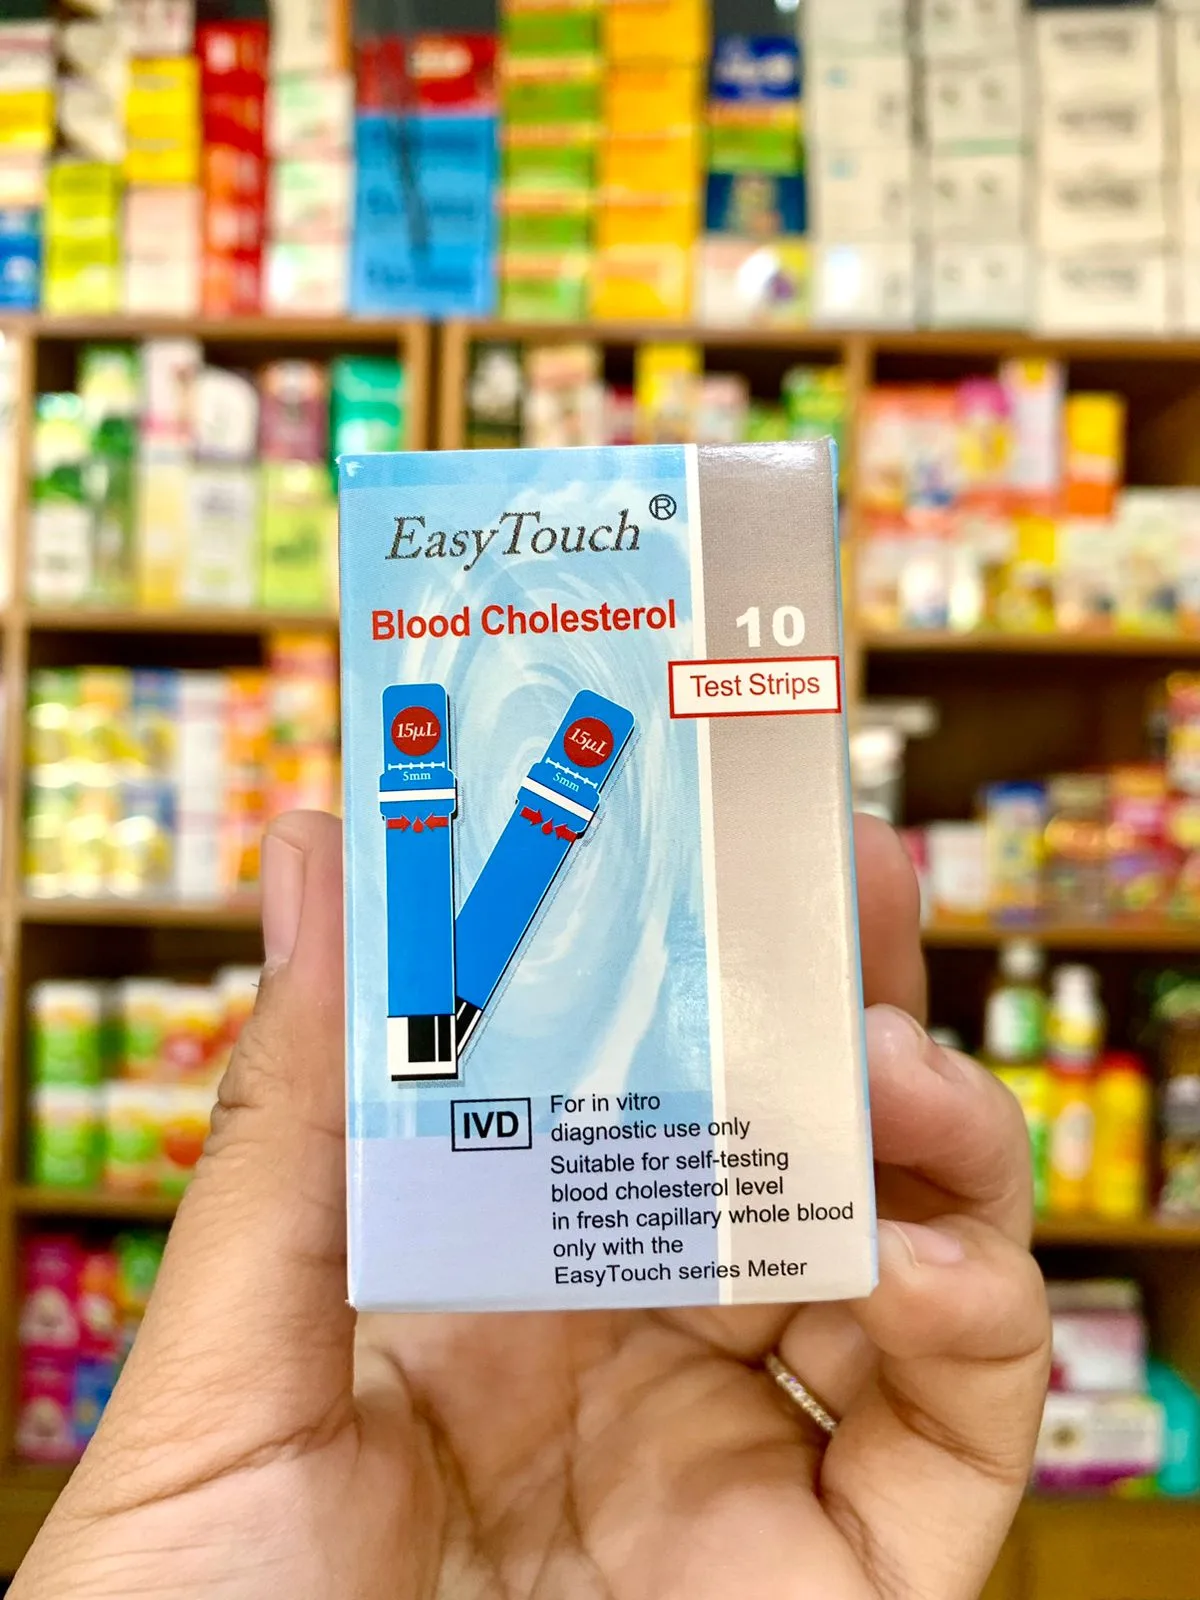 EasyTouch®
Blood Cholesterol
10
Test Strips
15µL
5mm
15µL
5mm
IVD
For in vitro
diagnostic use only
Suitable for self-testing
blood cholesterol level
in fresh capillary whole blood
only with the
EasyTouch series Meter